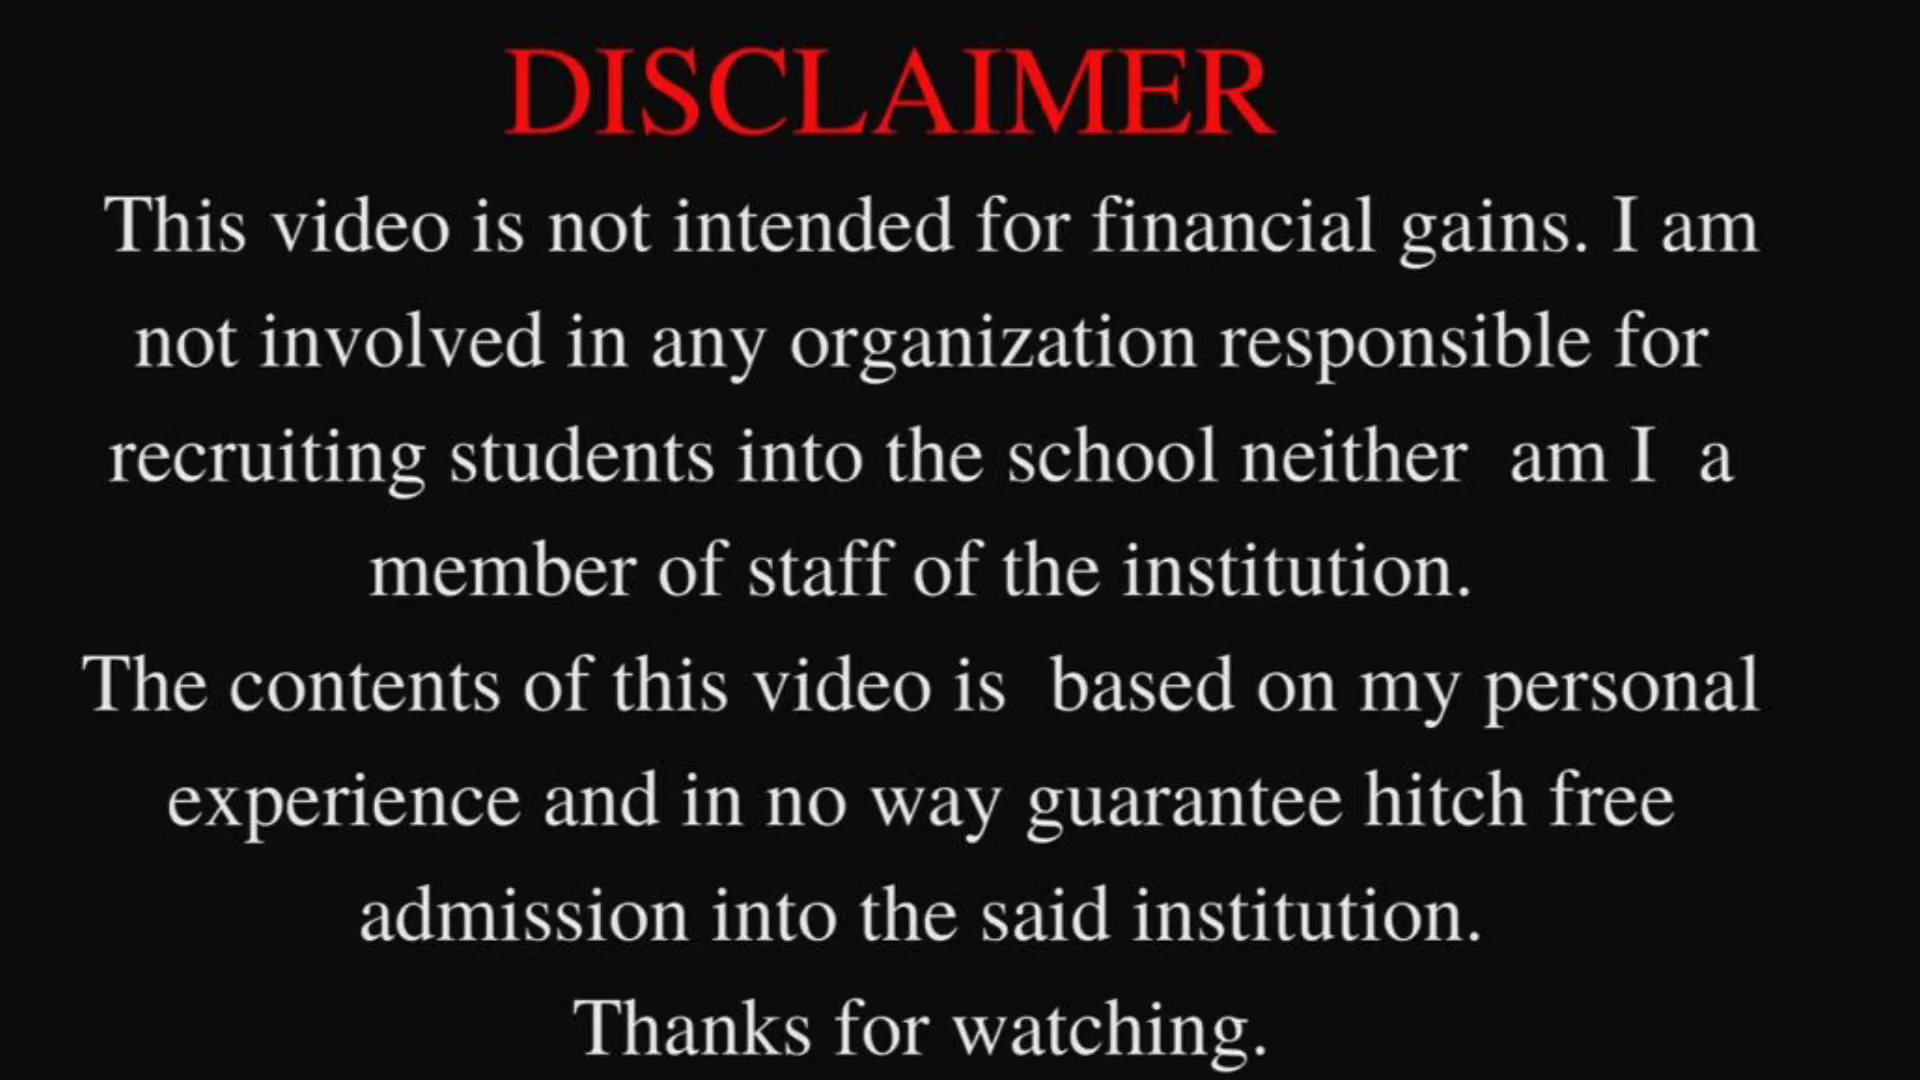 DISCLAIMER
This video is not intended for financial gains. I am
not involved in any organization responsible for
recruiting students into the school neither  am I  a
member of staff of the institution.
The contents of this video is  based on my personal
experience and in no way guarantee hitch free
admission into the said institution.
Thanks for watching.